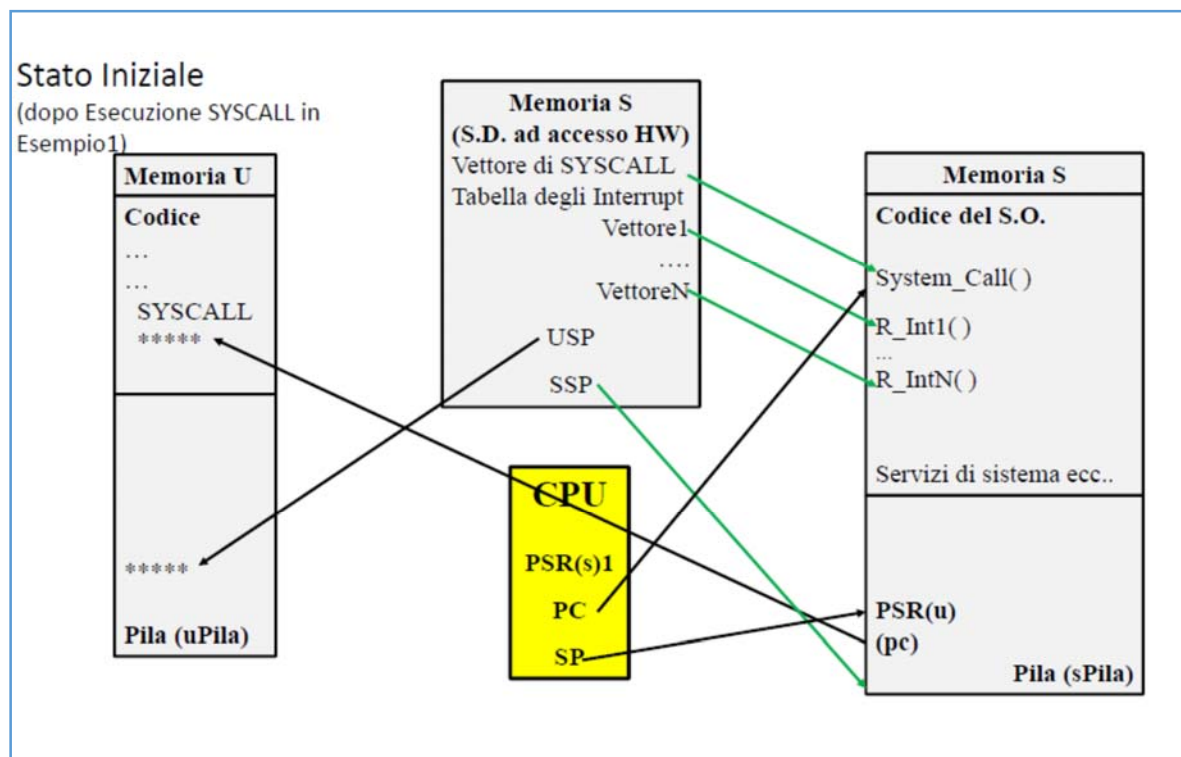 Stato Iniziale
(dopo Esecuzione SYSCALL in
Esempio1)
Memoria U
Codice
...
...
SYSCALL
*****
*****
Pila (uPila)
Memoria S
(S.D. ad accesso HW)
Vettore di SYSCALL
Tabella degli Interrupt
Vettore1
....
VettoreN
USP
SSP
CPU
PSR(s)1
PC
SP
Memoria S
Codice del S.O.
System_Call( )
R_Int1( )
...
R_IntN( )
Servizi di sistema ecc..
PSR(u)
(pc)
Pila (sPila)